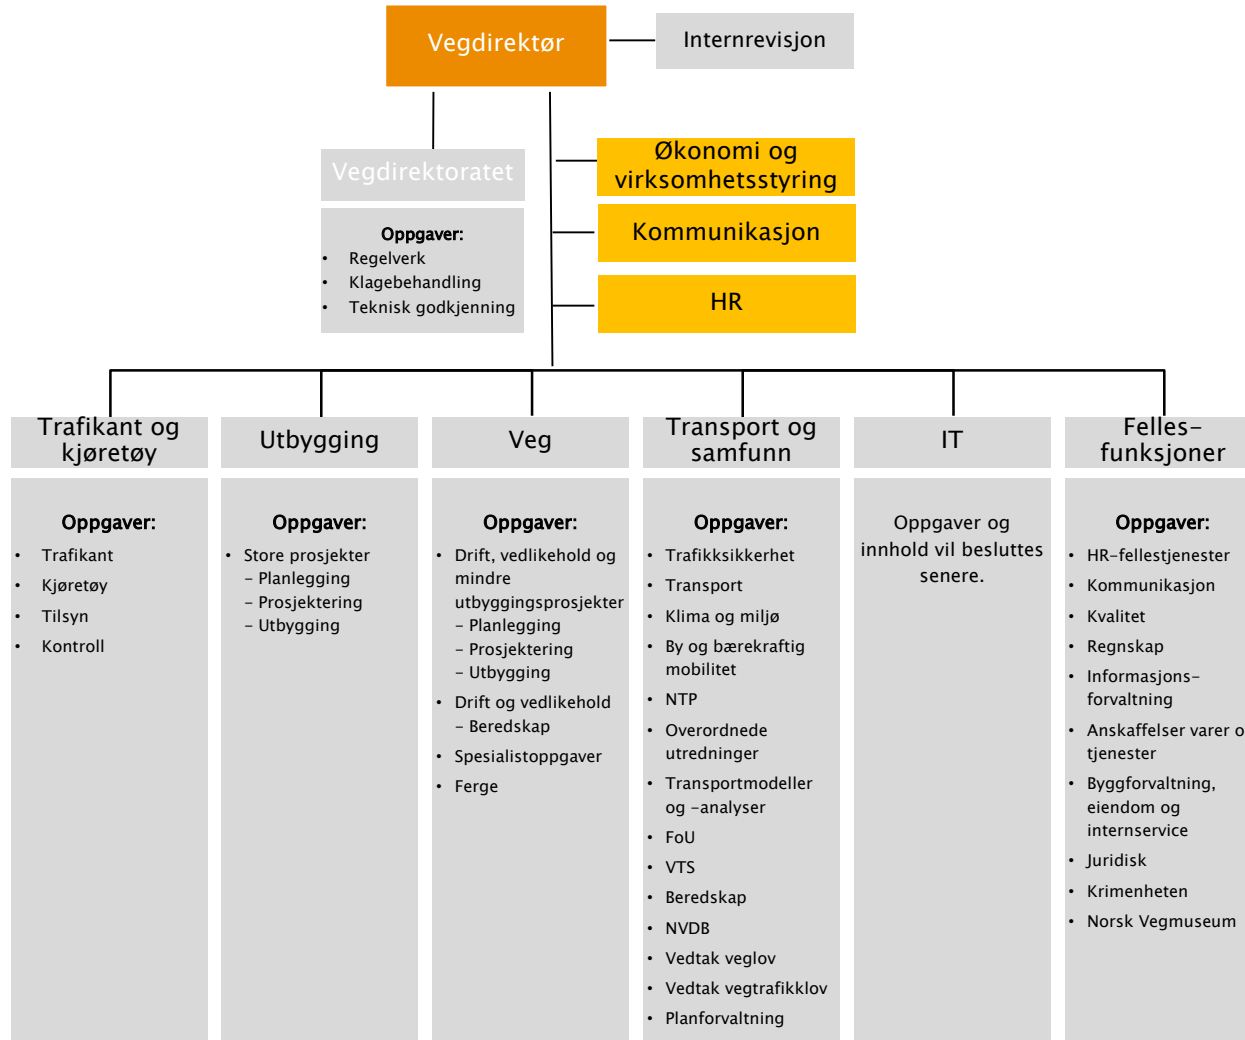 Vegdirektør
Internrevisjon
Vegdirektoratet
Oppgaver:
• Regelverk
• Klagebehandling
• Teknisk godkjenning
Økonomi og
virksomhetsstyring
Kommunikasjon
HR
Trafikant og
kjøretøy
Oppgaver:
• Trafikant
• Kjøretøy
• Tilsyn
• Kontroll
Utbygging
Oppgaver:
• Store prosjekter
– Planlegging
– Prosjektering
– Utbygging
Veg
Oppgaver:
• Drift, vedlikehold og
mindre
utbyggingsprosjekter
– Planlegging
– Prosjektering
– Utbygging
• Drift og vedlikehold
– Beredskap
• Spesialistoppgaver
• Ferge
Transport og
samfunn
Oppgaver:
• Trafikksikkerhet
• Transport
• Klima og miljø
• By og bærekraftig
mobilitet
• NTP
• Overordnede
utredninger
• Transportmodeller
og –analyser
• FoU
• VTS
• Beredskap
• NVDB
• Vedtak veglov
• Vedtak vegtrafikklov
• Planforvaltning
IT
Oppgaver og
innhold vil besluttes
senere.
Felles–
funksjoner
Oppgaver:
• HR–fellestjenester
• Kommunikasjon
• Kvalitet
• Regnskap
• Informasjons–
forvaltning
• Anskaffelser varer o
tjenester
• Byggforvaltning,
eiendom og
internservice
• Juridisk
• Krimenheten
• Norsk Vegmuseum